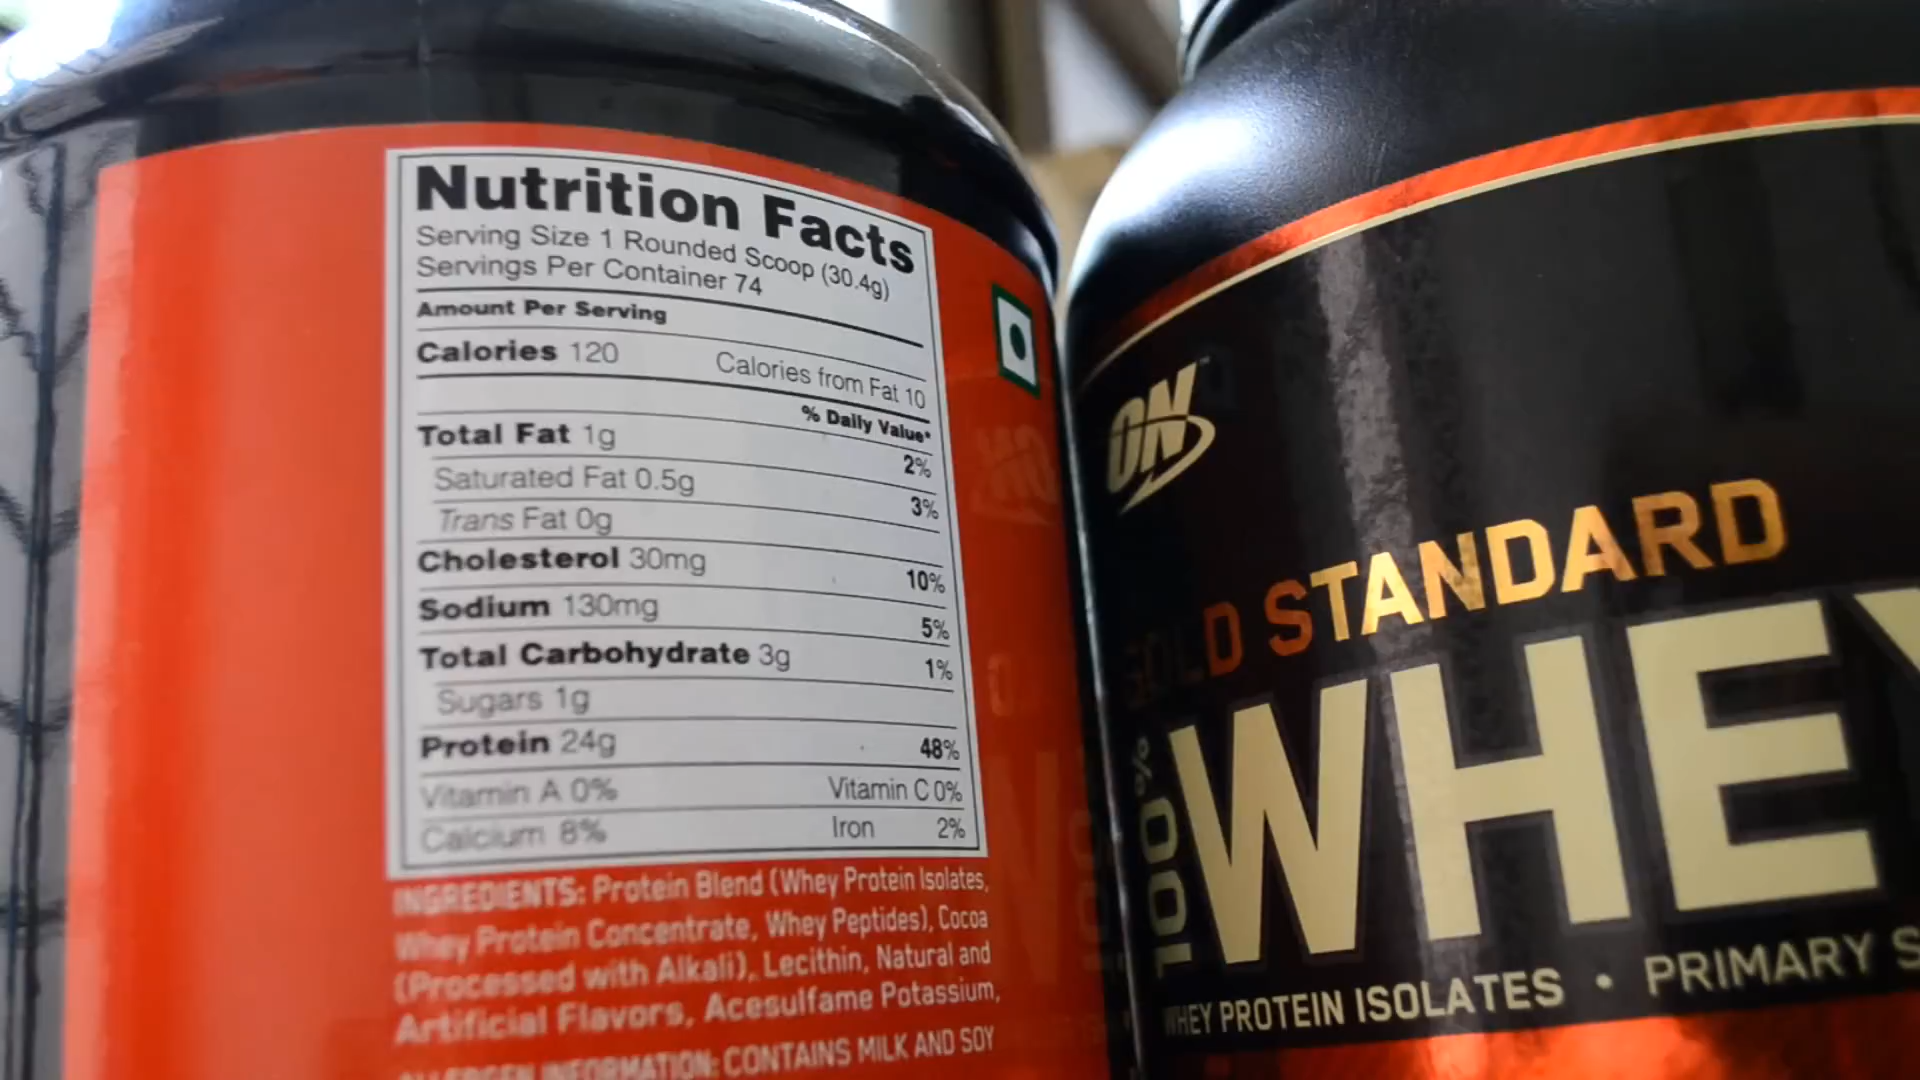 Nutrition Facts
Serving Size 1 Rounded Scoop (30.4g)
Servings Per Container 74
Amount Per Serving
Calories 120 Calories from Fat 10
% Daily Value*
Total Fat 1g 2%
Saturated Fat 0.5g 3%
Trans Fat 0g
Cholesterol 30mg 10%
Sodium 130mg 5%
Total Carbohydrate 3g 1%
Sugars 1g
Protein 24g 48%
Vitamin A 0% Vitamin C 0%
Calcium 8% Iron 2%
INGREDIENTS: Protein Blend (Whey Protein Isolates,
Whey Protein Concentrate, Whey Peptides), Cocoa
(Processed with Alkali), Lecithin, Natural and
Artificial Flavors, Acesulfame Potassium,
ALLERGEN INFORMATION: CONTAINS MILK AND SOY
ON
GOLD STANDARD
100% WHEY
WHEY PROTEIN ISOLATES • PRIMARY S